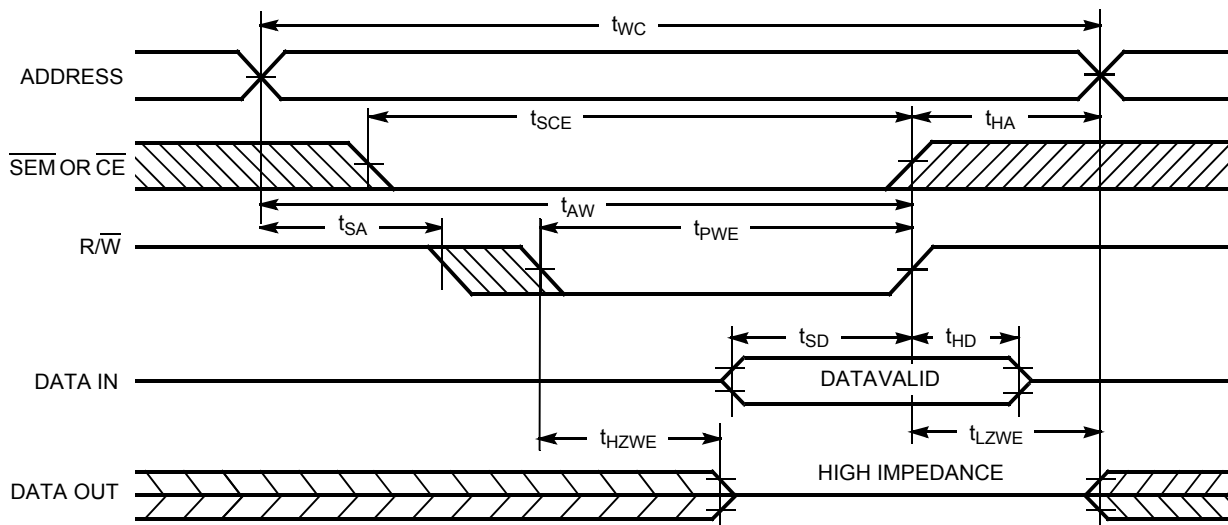 tWC
ADDRESS
tSCE
tHA
SEM OR CE
tAW
tSA
tPWE
R/W
tSD
tHD
DATA IN
DATAVALID
tHZWE
tLZWE
HIGH IMPEDANCE
DATA OUT